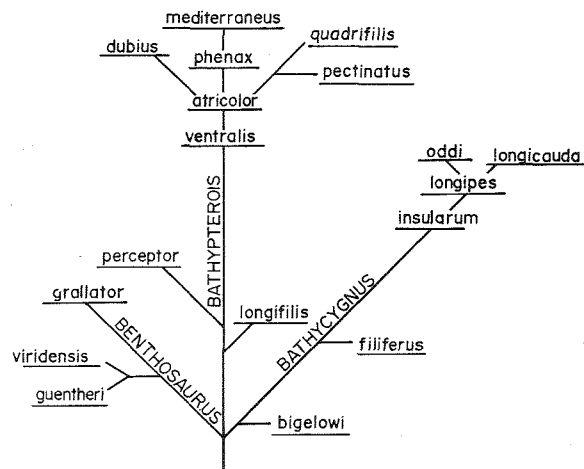 mediterraneus
quadrifilis
dubius
phenax
pectinatus
atricolor
ventralis
oddi
longicauda
longipes
insularum
BATHYPTEROIS
perceptor
grallator
BENTHOSAURUS
longifilis
BATHYCYGNUS
filiferus
viridensis
guentheri
bigelowi